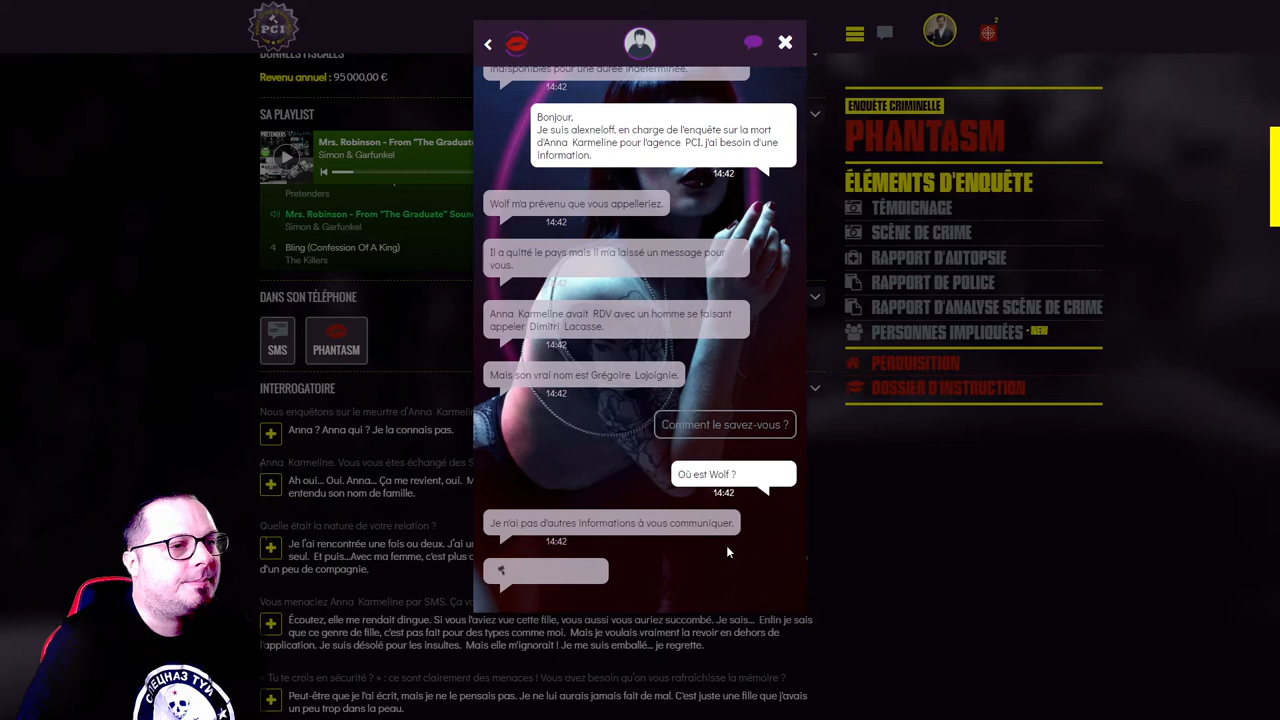 PCI
DONNÉES FISCALES
Revenu annuel : 95 000,00 €
SA PLAYLIST
Mrs. Robinson - From "The Graduate
Simon & Garfunkel
Pretenders
Mrs. Robinson - From "The Graduate" Soun
Simon & Garfunkel
4 Bling (Confession Of A King)
The Killers
DANS SON TÉLÉPHONE
SMS
PHANTASM
INTERROGATOIRE
Nous enquêtons sur le meurtre d'Anna Karmelin
Anna ? Anna qui ? Je la connais pas.
Anna Karmeline. Vous vous êtes échangé des S
Ah oui... Oui. Anna... Ça me revient, oui. M
entendu son nom de famille.
Quelle était la nature de votre relation ?
Je l'ai rencontrée une fois ou deux. J'ai un
seul. Et puis...Avec ma femme, c'est plus c
d'un peu de compagnie.
Vous menaciez Anna Karmeline par SMS. Ça v
Écoutez, elle me rendait dingue. Si vous l'aviez vue cette fille, vous aussi vous auriez succombé. Je sais... Enfin je sais
que ce genre de fille, c'est pas fait pour des types comme moi. Mais je voulais vraiment la revoir en dehors de
l'application. Je suis désolé pour les insultes. Mais elle m'ignorait ! Je me suis emballé... je regrette.
« Tu te crois en sécurité ? » : ce sont clairement des menaces ! Vous avez besoin qu'on vous rafraichisse la mémoire ?
Peut-être que je l'ai écrit, mais je ne le pensais pas. Je ne lui aurais jamais fait de mal. C'est juste une fille que j'avais
un peu trop dans la peau.
indisponibles pour une durée indéterminée.
14:42
Bonjour,
Je suis alexneloff, en charge de l'enquête sur la mort
d'Anna Karmeline pour l'agence PCI, j'ai besoin d'une
information.
14:42
Wolf m'a prévenu que vous appelleriez.
14:42
Il a quitté le pays mais il m'a laissé un message pour
vous.
14:42
Anna Karmeline avait RDV avec un homme se faisant
appeler Dimitri Lacasse.
14:42
Mais son vrai nom est Grégoire Lajoignie.
14:42
Comment le savez-vous ?
Où est Wolf ?
14:42
Je n'ai pas d'autres informations à vous communiquer.
14:42
2
ENQUÊTE CRIMINELLE
PHANTASM
ÉLÉMENTS D'ENQUÊTE
TÉMOIGNAGE
SCÈNE DE CRIME
RAPPORT D'AUTOPSIE
RAPPORT DE POLICE
RAPPORT D'ANALYSE SCÈNE DE CRIME
PERSONNES IMPLIQUÉES - NEW
PERQUISITION
DOSSIER D'INSTRUCTION
СПЕЦНАЗ ТУЙ